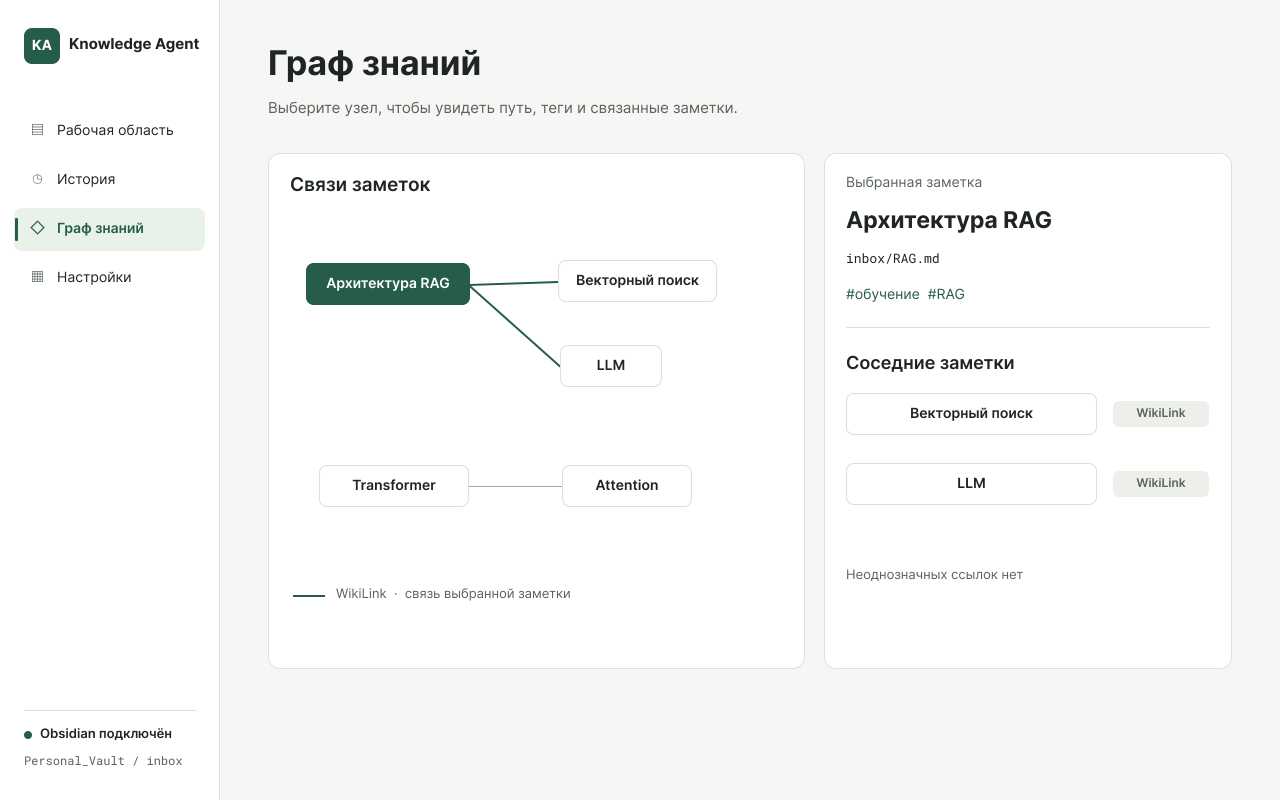 KA Knowledge Agent
Рабочая область
История
Граф знаний
Настройки
Obsidian подключён
Personal_Vault / inbox
Граф знаний
Выберите узел, чтобы увидеть путь, теги и связанные заметки.
Связи заметок
Архитектура RAG
Векторный поиск
LLM
Transformer
Attention
WikiLink · связь выбранной заметки
Выбранная заметка
Архитектура RAG
inbox/RAG.md
#обучение #RAG
Соседние заметки
Векторный поиск WikiLink
LLM WikiLink
Неоднозначных ссылок нет